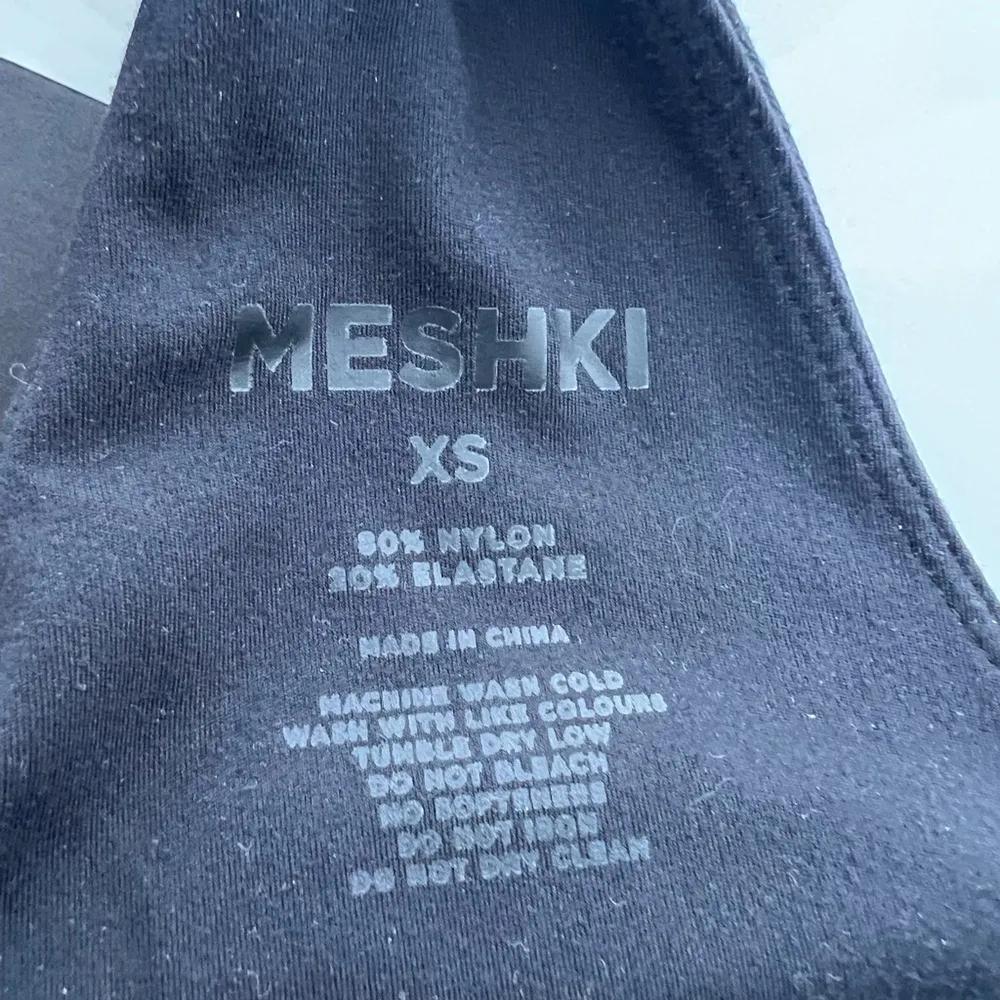 MESHKI
XS
80% NYLON
20% ELASTANE
MADE IN CHINA
MACHINE WASH COLD
WASH WITH LIKE COLOURS
TUMBLE DRY LOW
DO NOT BLEACH
NO SOFTENERS
DO NOT IRON
DO NOT DRY CLEAN